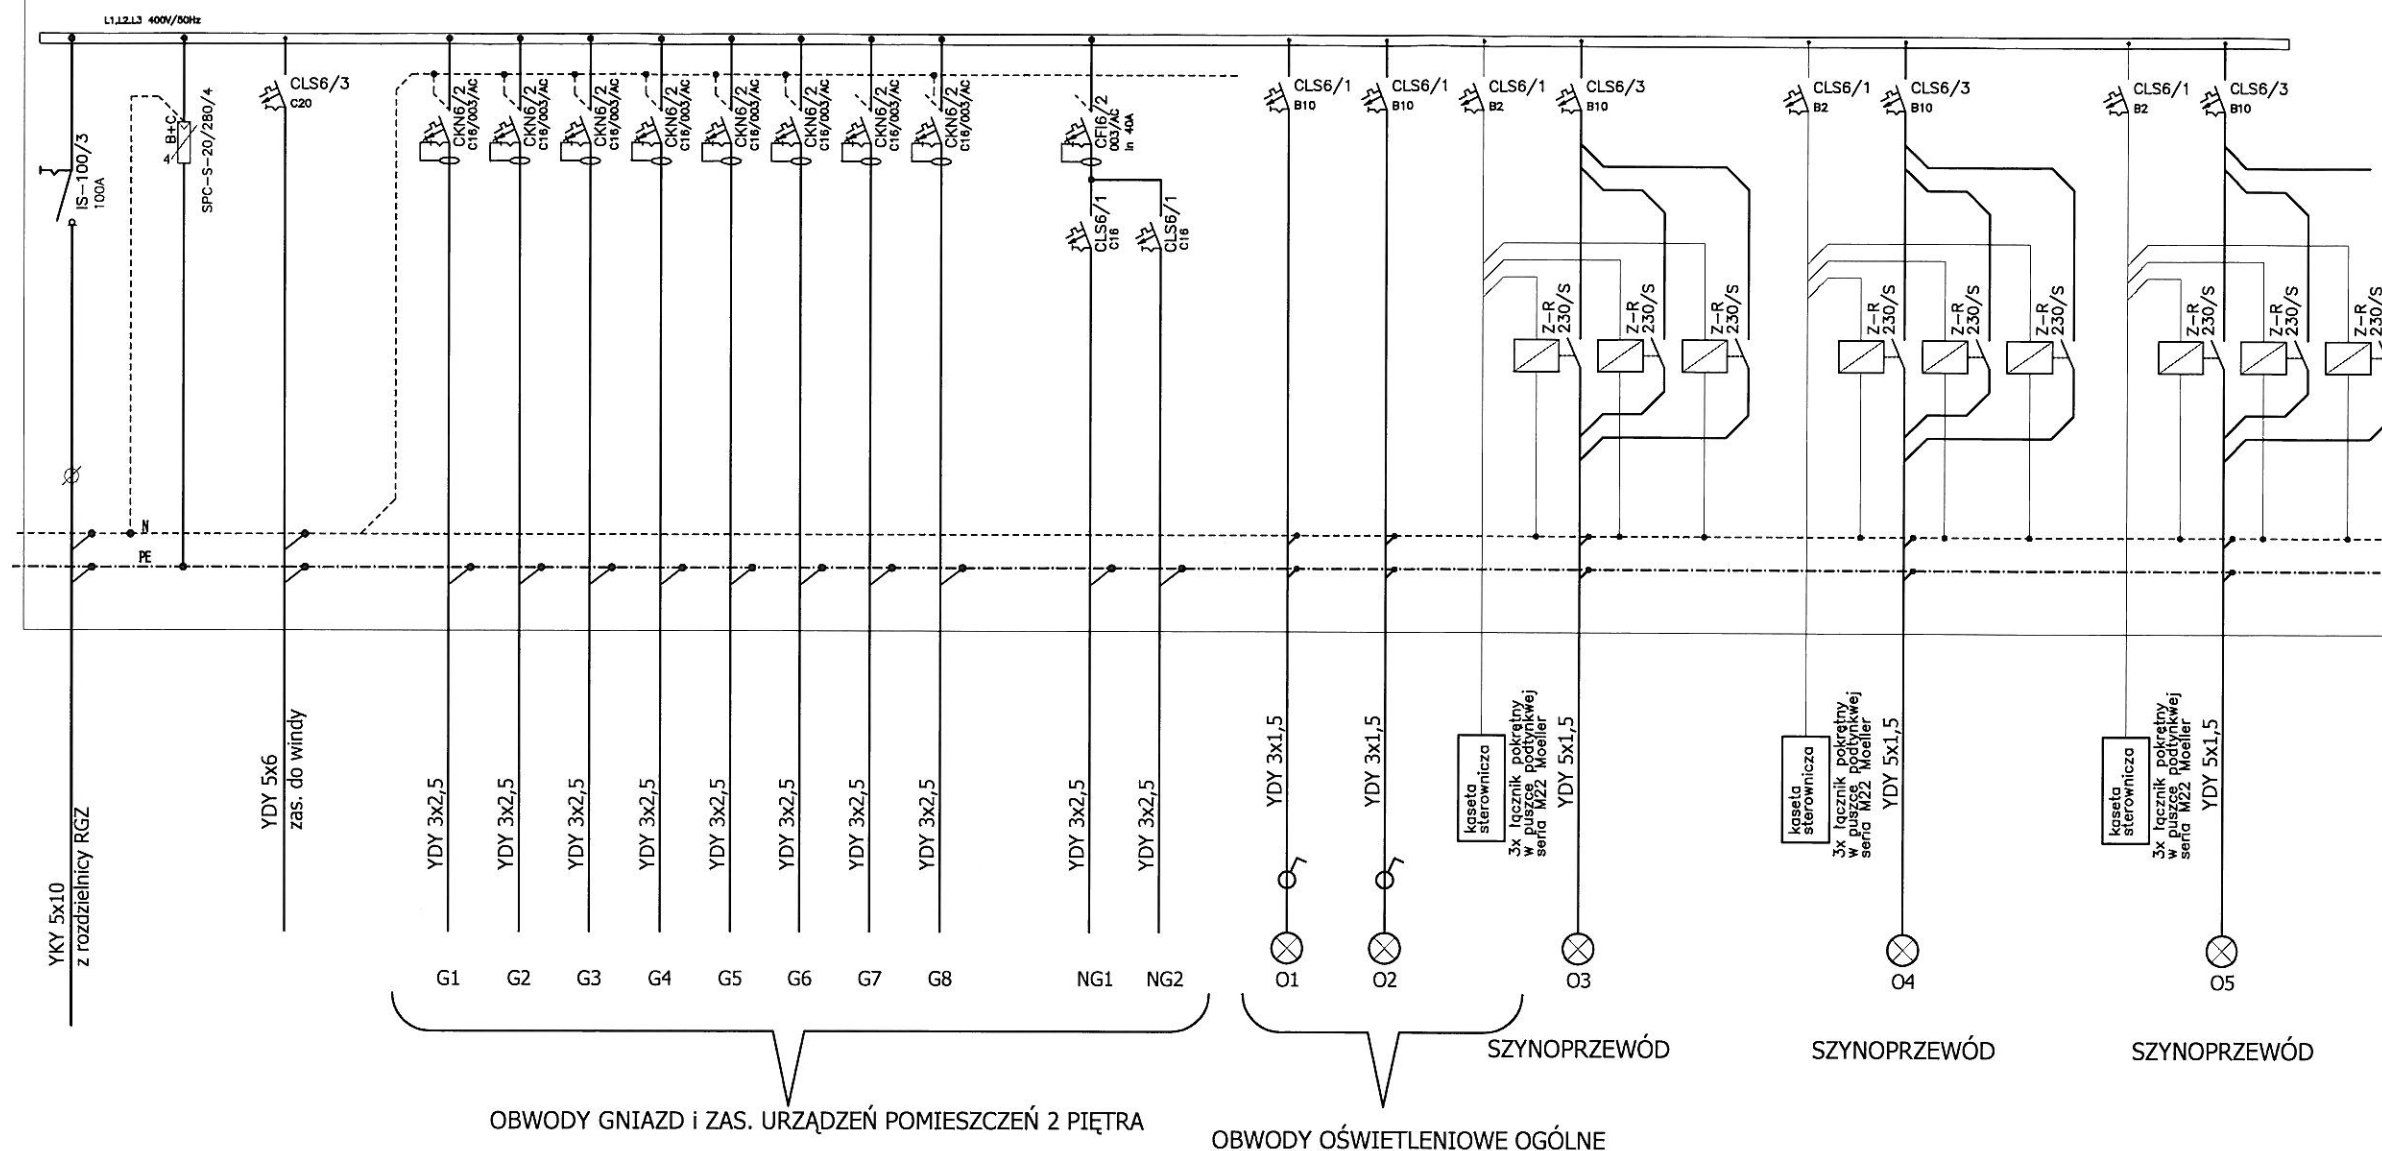 L1,L2,L3 400V/50Hz
IS-100/3
100A
B+C
4
SPC-S-20/280/4
CLS6/3
C20
CKN6/2
C16/003/AC
CKN6/2
C16/003/AC
CKN6/2
C16/003/AC
CKN6/2
C16/003/AC
CKN6/2
C16/003/AC
CKN6/2
C16/003/AC
CKN6/2
C16/003/AC
CKN6/2
C16/003/AC
CFI6/2
003/AC
In 40A
CLS6/1
C16
CLS6/1
C16
CLS6/1
B10
CLS6/1
B10
CLS6/1
B2
CLS6/3
B10
CLS6/1
B2
CLS6/3
B10
CLS6/1
B2
CLS6/3
B10
Z-R
230/S
Z-R
230/S
Z-R
230/S
Z-R
230/S
Z-R
230/S
Z-R
230/S
Z-R
230/S
Z-R
230/S
Z-R
230/S
N
PE
YKY 5x10
z rozdzielnicy RGZ
YDY 5x6
zas. do windy
YDY 3x2,5
YDY 3x2,5
YDY 3x2,5
YDY 3x2,5
YDY 3x2,5
YDY 3x2,5
YDY 3x2,5
YDY 3x2,5
YDY 3x2,5
YDY 3x2,5
YDY 3x1,5
YDY 3x1,5
kaseta
sterownicza
3x łącznik pokrętny
w puszce podtynkwej
seria M22 Moeller
YDY 5x1,5
kaseta
sterownicza
3x łącznik pokrętny
w puszce podtynkwej
seria M22 Moeller
YDY 5x1,5
kaseta
sterownicza
3x łącznik pokrętny
w puszce podtynkwej
seria M22 Moeller
YDY 5x1,5
G1 G2 G3 G4 G5 G6 G7 G8 NG1 NG2 O1 O2 O3 O4 O5
SZYNOPRZEWÓD SZYNOPRZEWÓD SZYNOPRZEWÓD
OBWODY GNIAZD i ZAS. URZĄDZEŃ POMIESZCZEŃ 2 PIĘTRA
OBWODY OŚWIETLENIOWE OGÓLNE